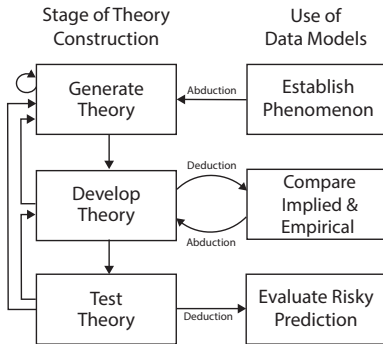 Stage of Theory
Construction
Use of
Data Models
Generate
Theory
Abduction
Establish
Phenomenon
Develop
Theory
Deduction
Abduction
Compare
Implied &
Empirical
Test
Theory
Deduction
Evaluate Risky
Prediction